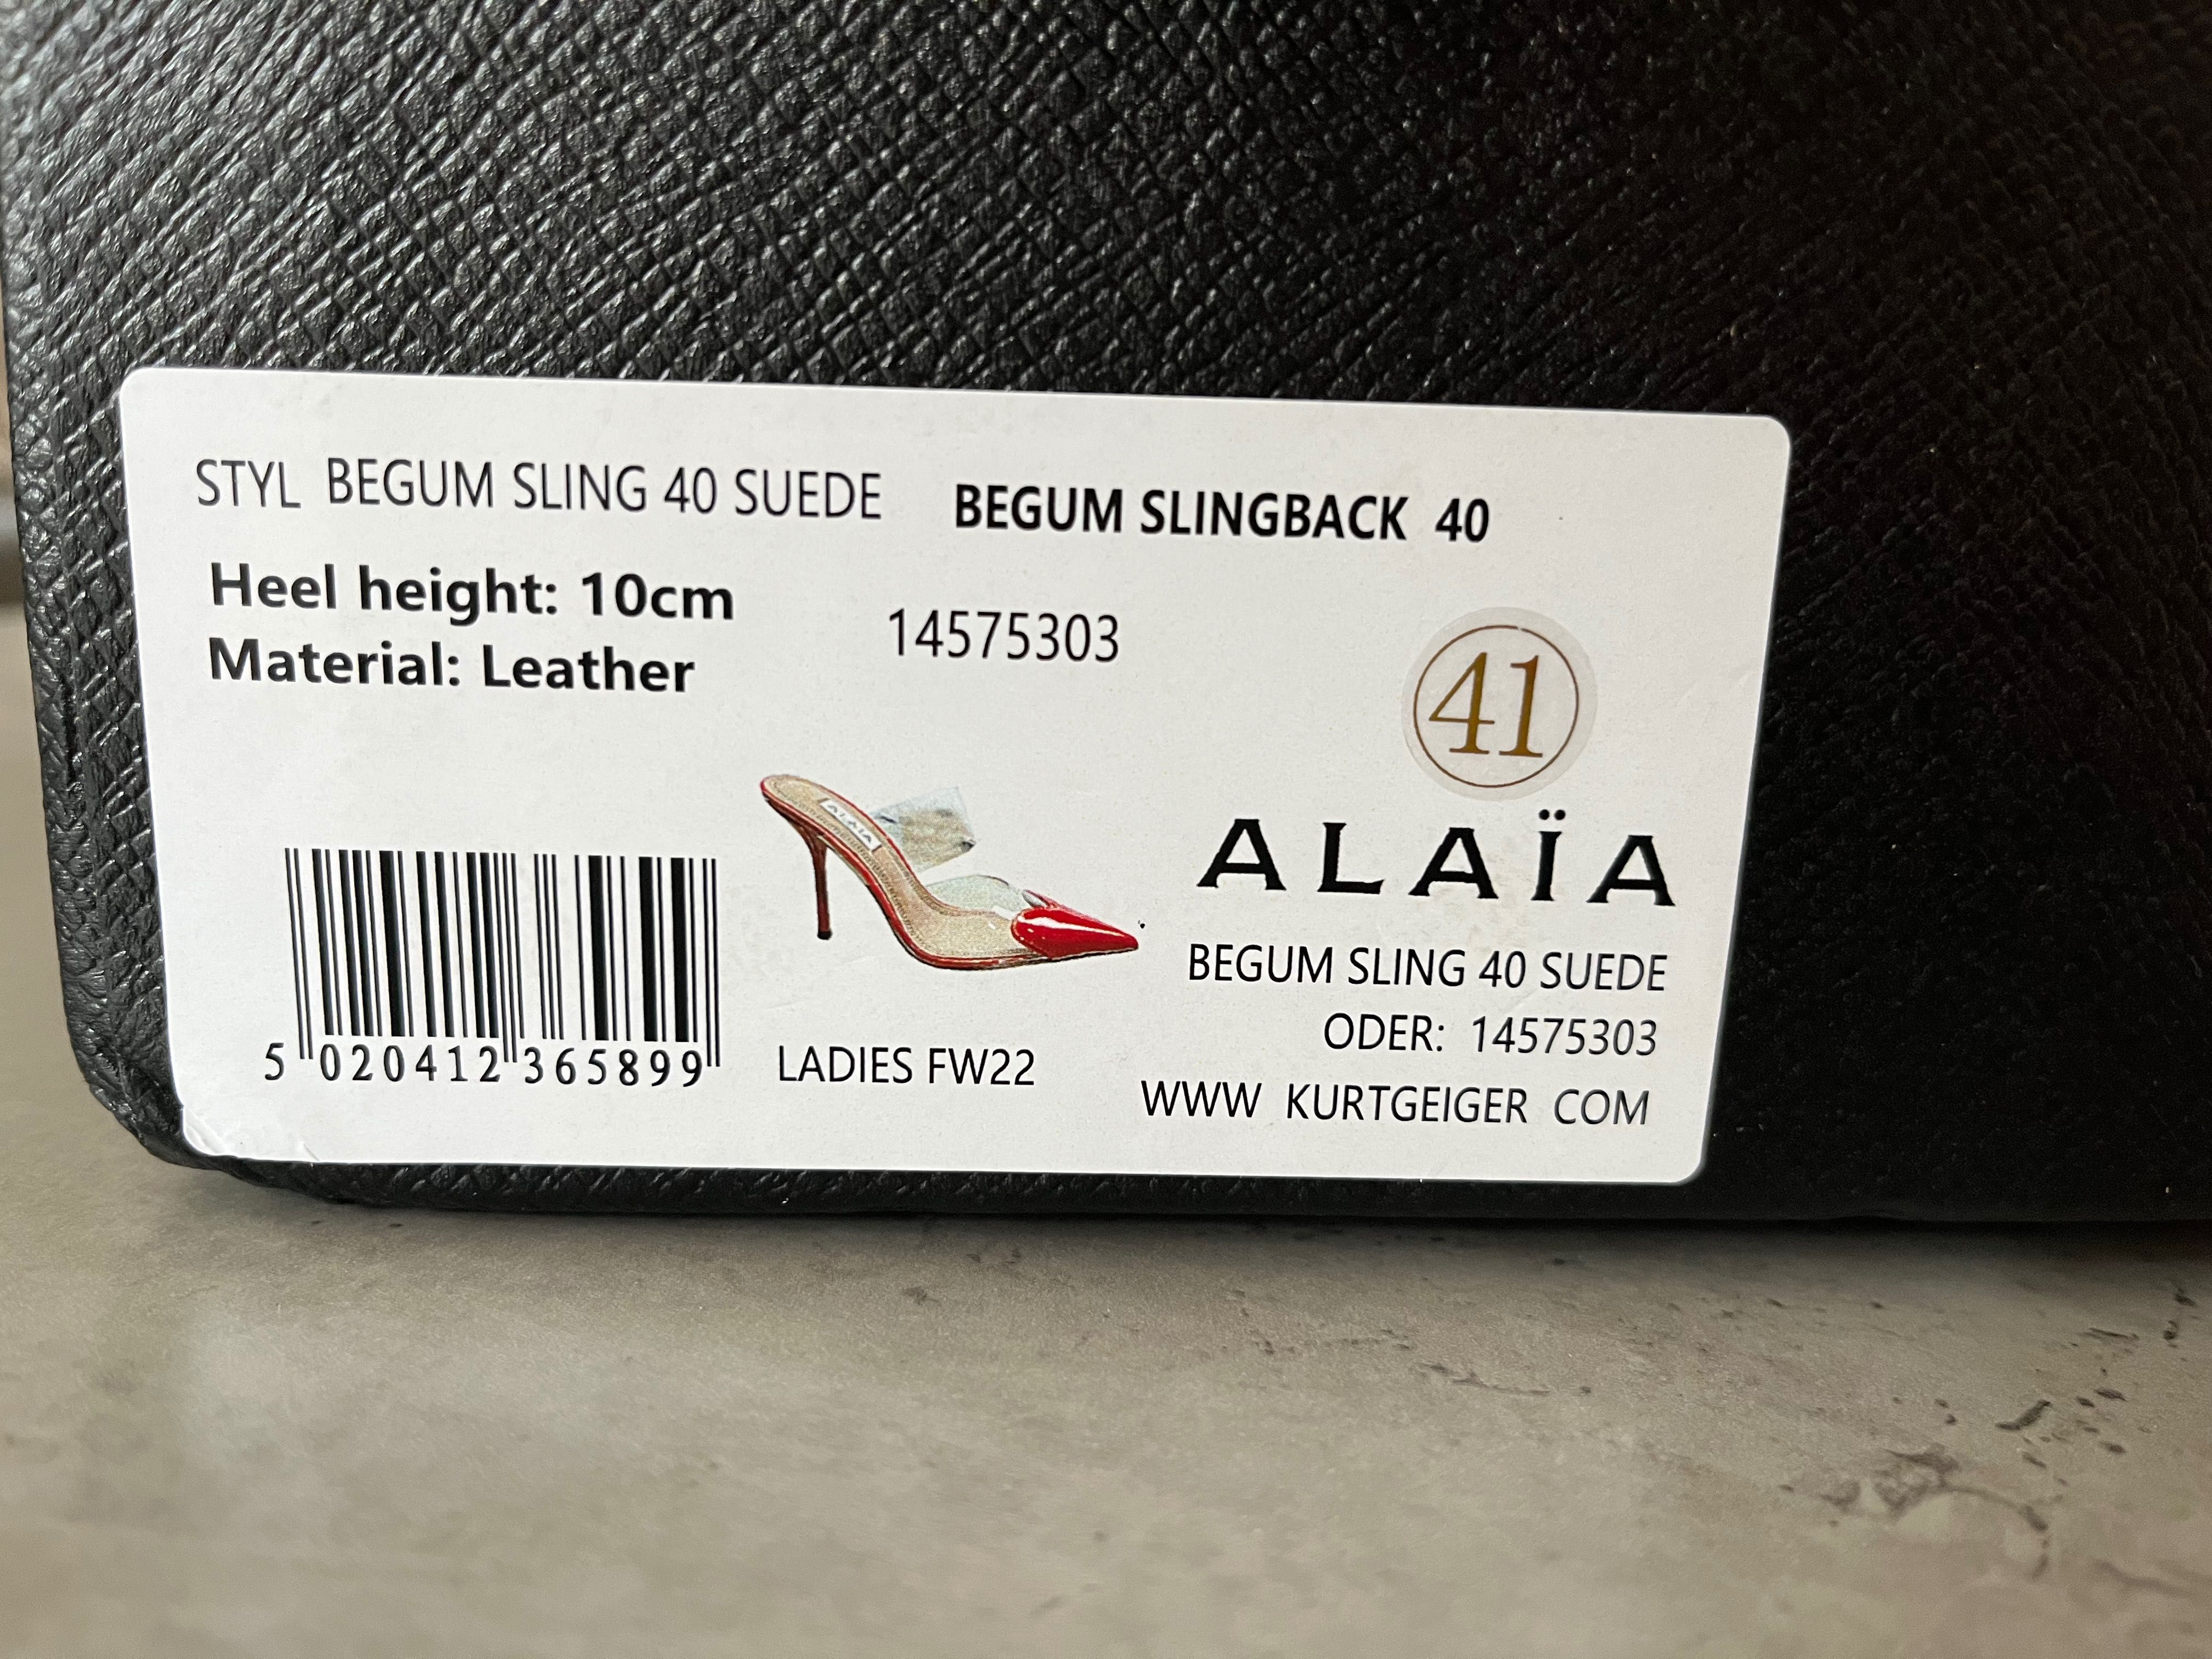 STYL BEGUM SLING 40 SUEDE BEGUM SLINGBACK 40
Heel height: 10cm
Material: Leather
14575303
41
ALAÏA
ALAÏA
BEGUM SLING 40 SUEDE
ODER: 14575303
WWW KURTGEIGER COM
LADIES FW22
5 020412 365899